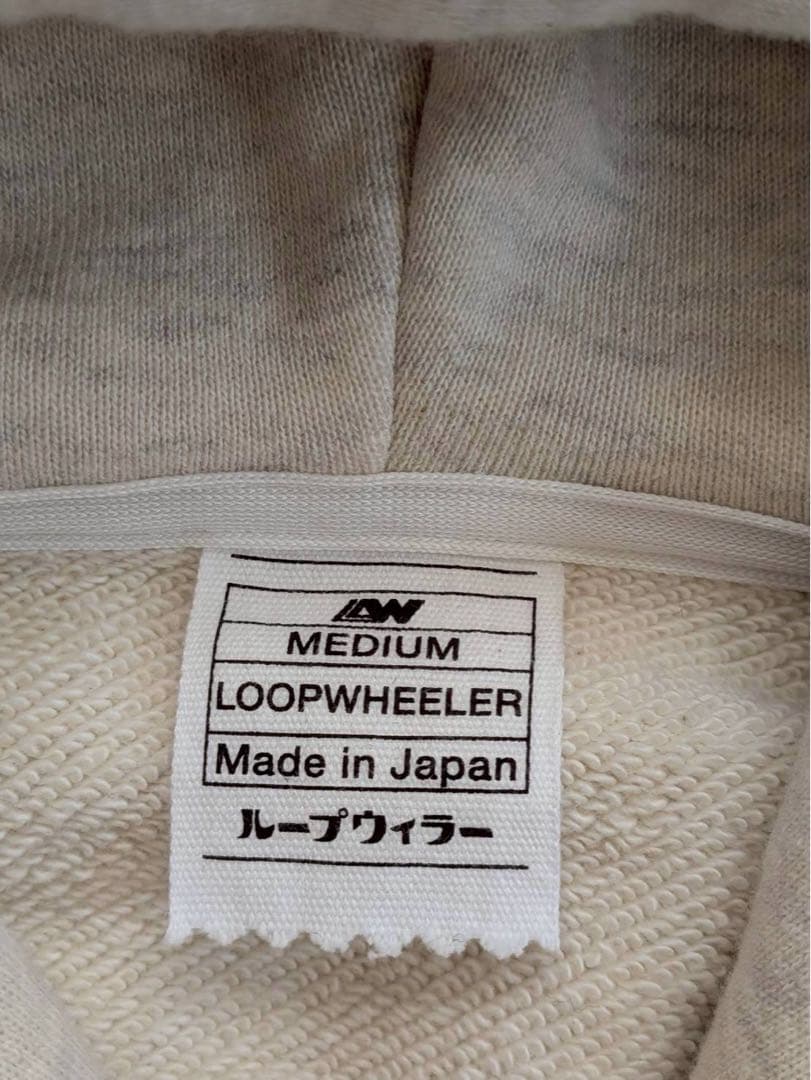 LW
MEDIUM
LOOPWHEELER
Made in Japan
ループウィラー